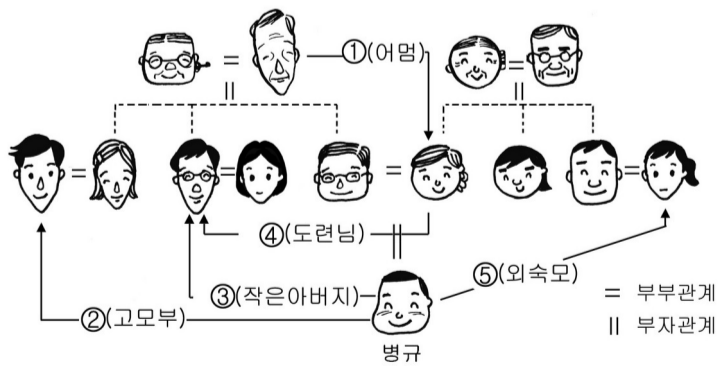 ①(어멈)
④(도련님)
⑤(외숙모)
③(작은아버지)
= 부부관계
②(고모부)
|| 부자관계
병규